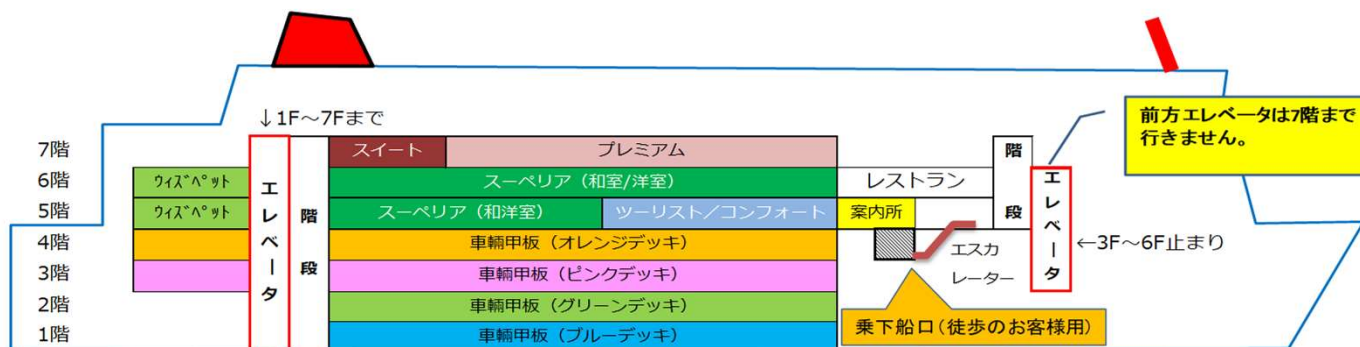 ↓1F～7Fまで
前方エレベータは7階まで
行きません。
7階
スイート
プレミアム
階段
6階
ウィズペット
エレベータ
スーペリア（和室/洋室）
レストラン
エレベータ
5階
ウィズペット
階段
スーペリア（和洋室）
ツーリスト／コンフォート
案内所
4階
車輌甲板（オレンジデッキ）
エスカ
レーター
←3F～6F止まり
3階
車輌甲板（ピンクデッキ）
2階
車輌甲板（グリーンデッキ）
乗下船口(徒歩のお客様用)
1階
車輌甲板（ブルーデッキ）